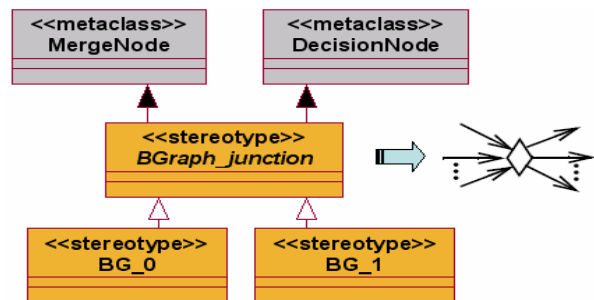 <<metaclass>>
MergeNode
<<metaclass>>
DecisionNode
<<stereotype>>
BGraph_junction
<<stereotype>>
BG_0
<<stereotype>>
BG_1